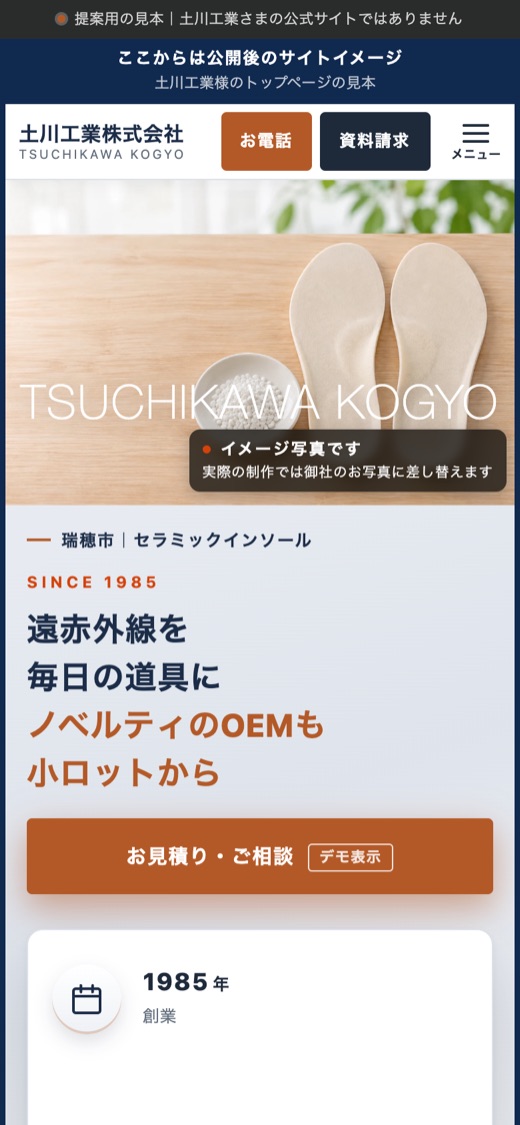 提案用の見本｜土川工業さまの公式サイトではありません
ここからは公開後のサイトイメージ
土川工業様のトップページの見本
土川工業株式会社
TSUCHIKAWA KOGYO
お電話
資料請求
メニュー
TSUCHIKAWA KOGYO
イメージ写真です
実際の制作では御社のお写真に差し替えます
瑞穂市｜セラミックインソール
SINCE 1985
遠赤外線を
毎日の道具に
ノベルティのOEMも
小ロットから
お見積り・ご相談 デモ表示
1985年
創業